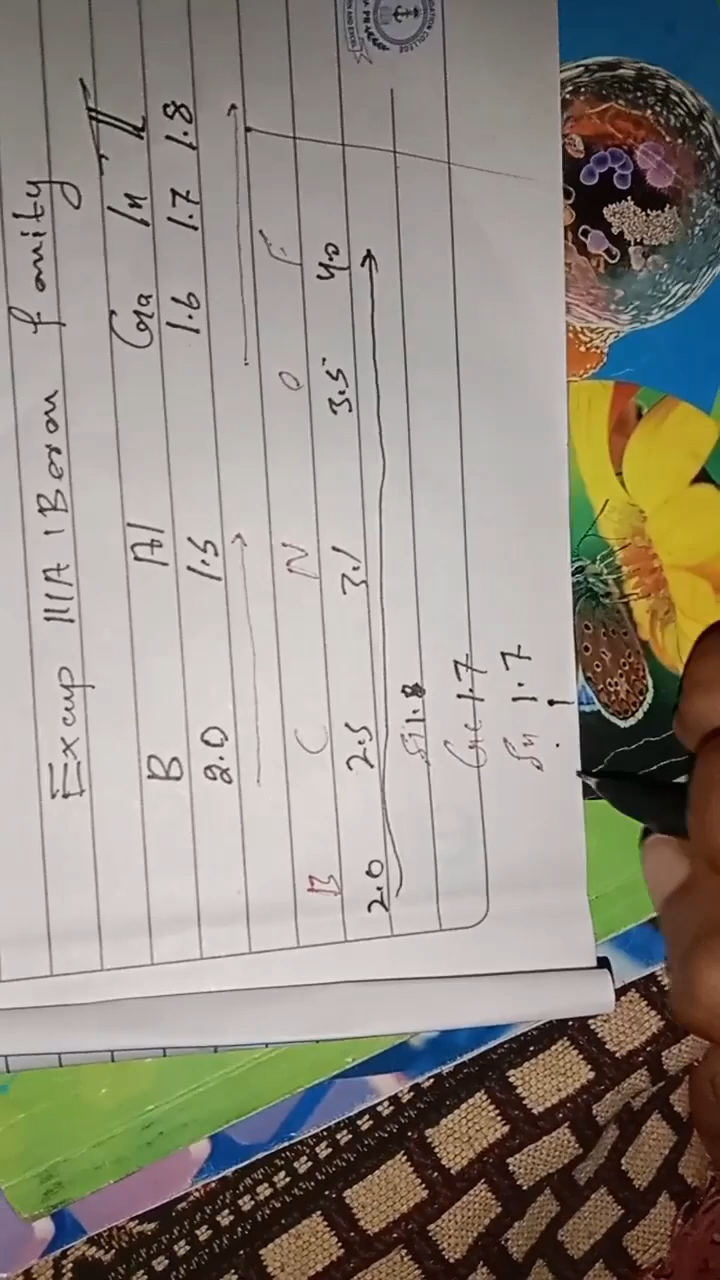 Excup IIIA | Boron family
B Al Ga In Tl
2.0 1.5 1.6 1.7 1.8
B C N O F
2.0 2.5 3.1 3.5 4.0
Si 1.8
Ge 1.7
Sn 1.7